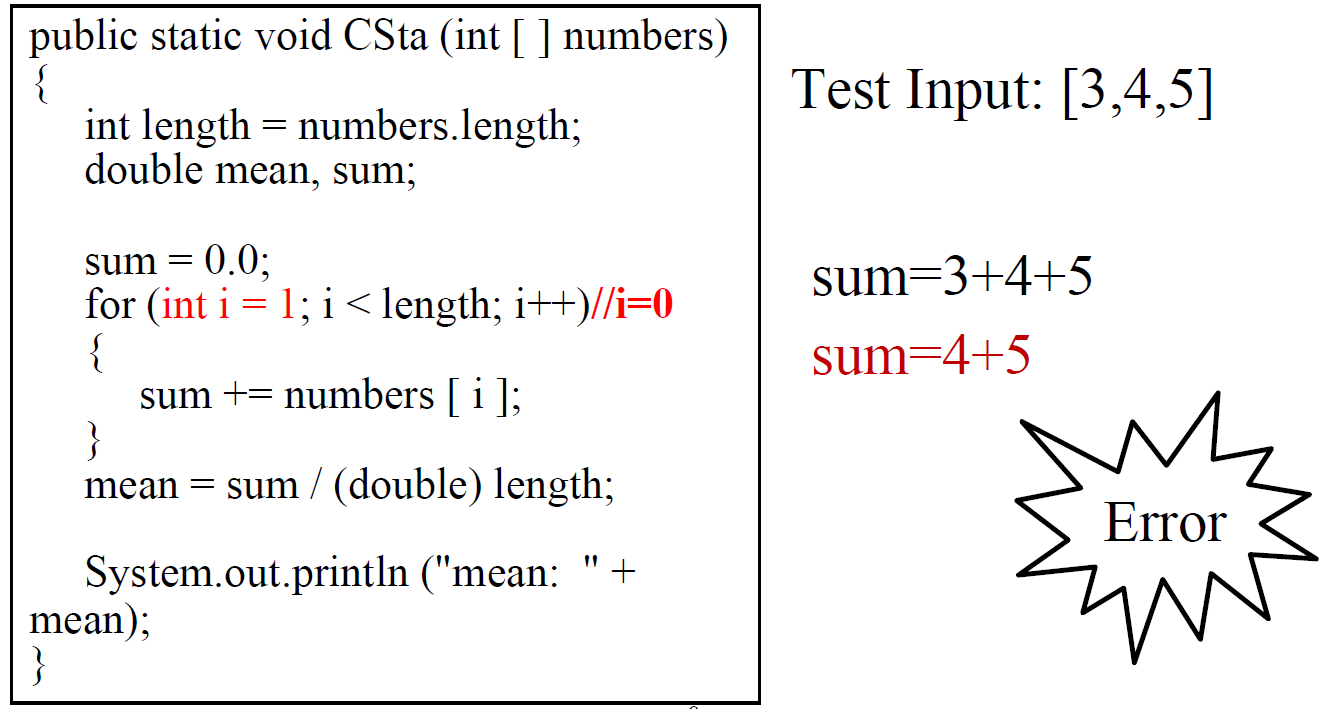 public static void CSta (int [ ] numbers)
{
int length = numbers.length;
double mean, sum;
sum = 0.0;
for (int i = 1; i < length; i++)//i=0
{
sum += numbers [ i ];
}
mean = sum / (double) length;
System.out.println ("mean:  " +
mean);
}
Test Input: [3,4,5]
sum=3+4+5
sum=4+5
Error